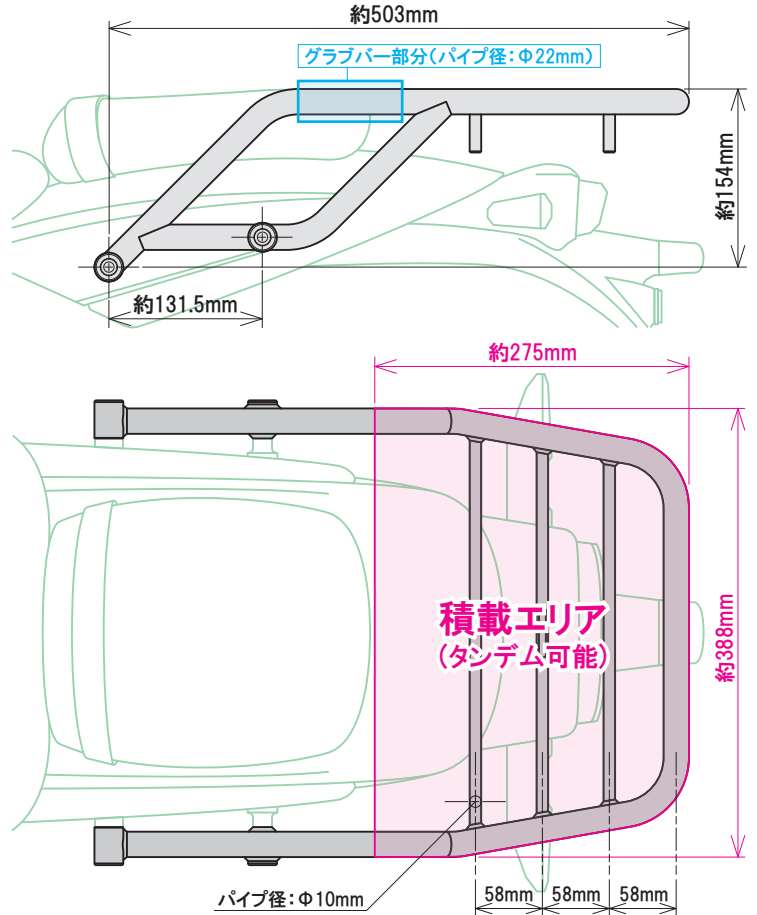 約503mm
グラブバー部分(パイプ径:Φ22mm)
約154mm
約131.5mm
約275mm
積載エリア
(タンデム可能)
約388mm
パイプ径:Φ10mm
58mm 58mm 58mm